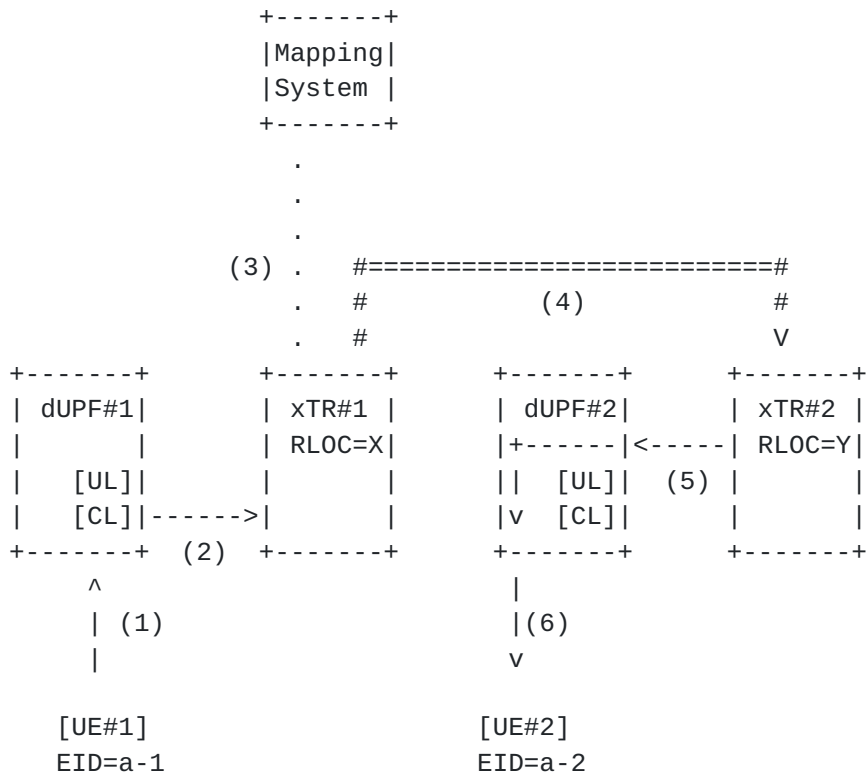 +-------+
                |Mapping|
                |System |
                +-------+
                  .
                  .
                  .
              (3) .   #==========================#
                  .   #           (4)            #
                  .   #                          V
+-------+       +-------+      +-------+      +-------+
| dUPF#1|       | xTR#1 |      | dUPF#2|      | xTR#2 |
|       |       | RLOC=X|      |+------|<-----| RLOC=Y|
|   [UL]|       |       |      ||  [UL]|  (5) |       |
|   [CL]|------>|       |      |v  [CL]|      |       |
+-------+  (2)  +-------+      +-------+      +-------+
     ^                          |
     | (1)                      |(6)
     |                          v
   [UE#1]                     [UE#2]
   EID=a-1                    EID=a-2